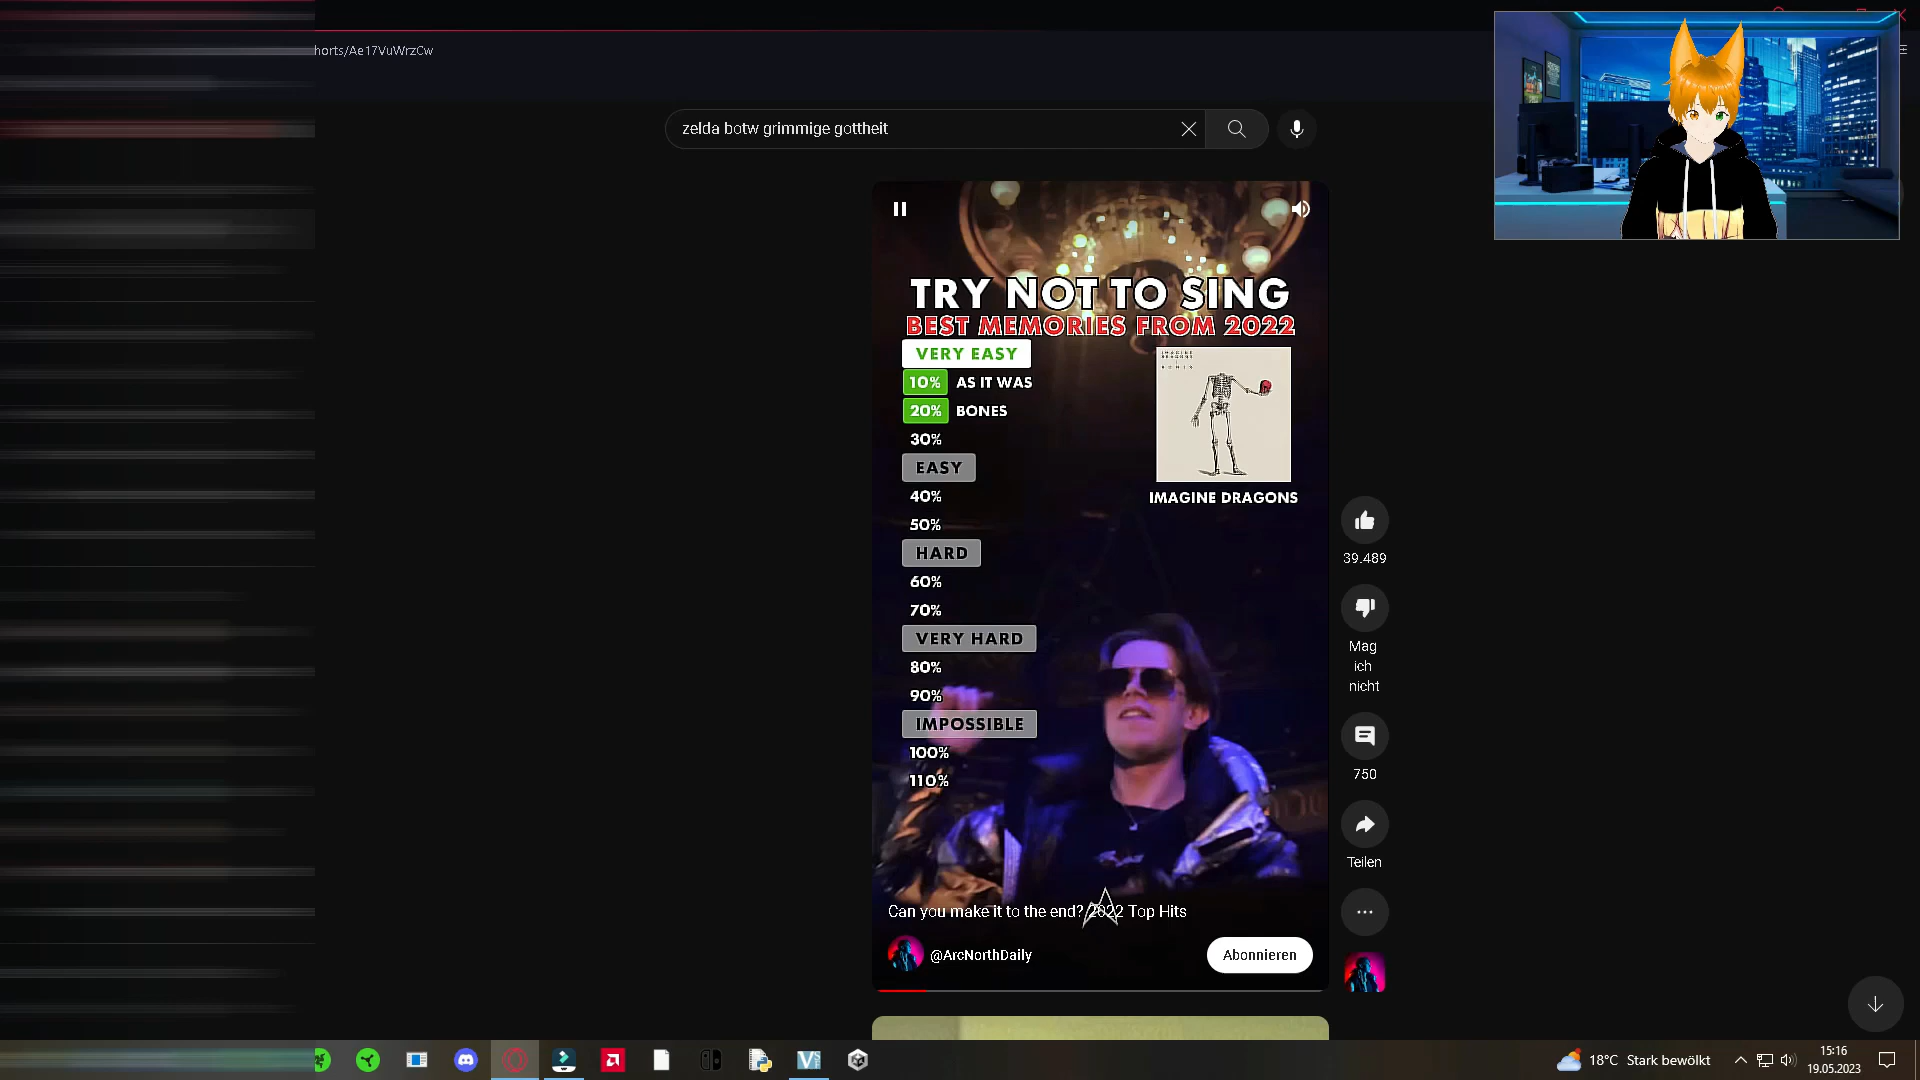 horts/Ae17VuWrzCw
zelda botw grimmige gottheit
TRY NOT TO SING
BEST MEMORIES FROM 2022
VERY EASY
10% AS IT WAS
20% BONES
30%
EASY
40%
50%
HARD
60%
70%
VERY HARD
80%
90%
IMPOSSIBLE
100%
110%
IMAGINE DRAGONS
IMAGINE DRAGONS
39.489
Mag
ich
nicht
750
Teilen
Can you make it to the end? 2022 Top Hits
@ArcNorthDaily
Abonnieren
18°C Stark bewölkt
15:16
19.05.2023